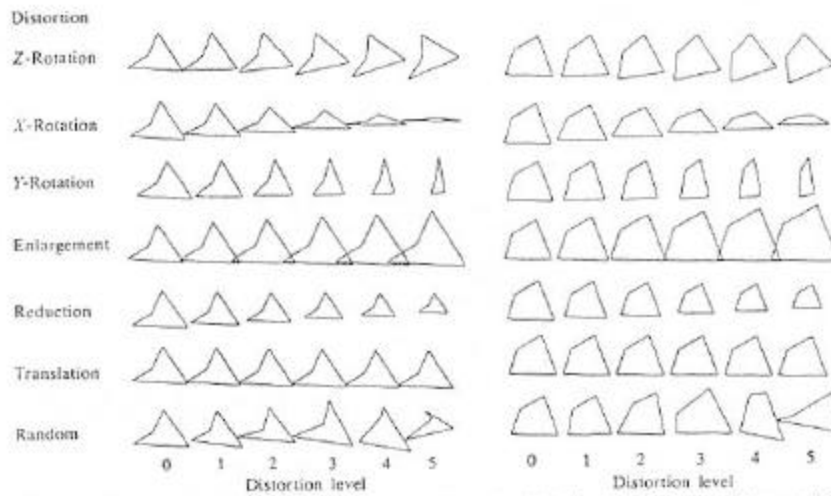 Distortion
Z-Rotation
X-Rotation
Y-Rotation
Enlargement
Reduction
Translation
Random
0 1 2 3 4 5 0 1 2 3 4 5
Distortion level Distortion level